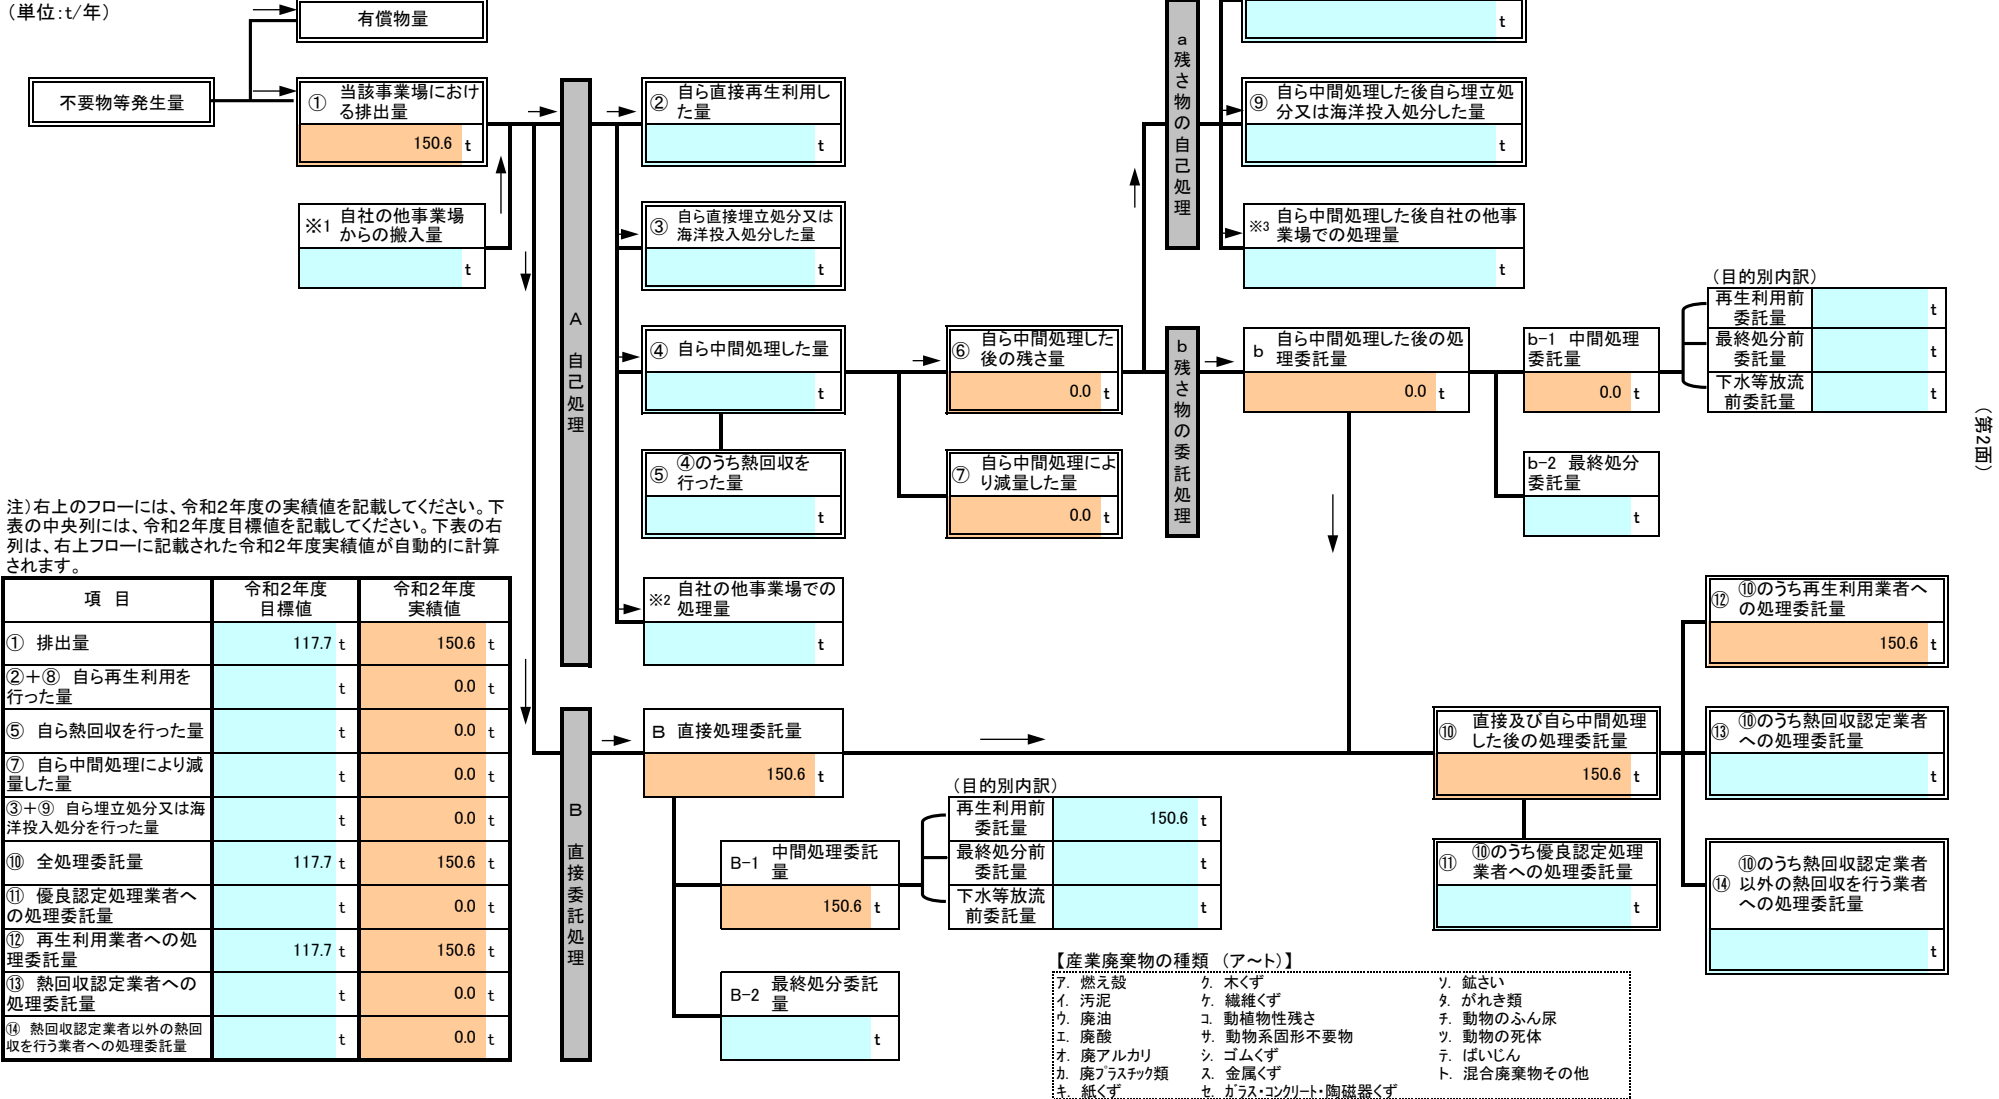 （単位:t/年）
有償物量
不要物等発生量
① 当該事業場におけ
る排出量
150.6 t
※1 自社の他事業場
からの搬入量
t
A 自己処理
② 自ら直接再生利用し
た量
t
③ 自ら直接埋立処分又は
海洋投入処分した量
t
④ 自ら中間処理した量
t
⑤ ④のうち熱回収を
行った量
t
※2 自社の他事業場での
処理量
t
⑥ 自ら中間処理した
後の残さ量
0.0 t
⑦ 自ら中間処理によ
り減量した量
0.0 t
a 残さ物の自己処理
t
⑨ 自ら中間処理した後自ら埋立処
分又は海洋投入処分した量
t
※3 自ら中間処理した後自社の他事
業場での処理量
t
b 残さ物の委託処理
b 自ら中間処理した後の処
理委託量
0.0 t
b-1 中間処理
委託量
0.0 t
b-2 最終処分
委託量
t
（目的別内訳）
再生利用前
委託量
t
最終処分前
委託量
t
下水等放流
前委託量
t
（第2面）
注）右上のフローには、令和2年度の実績値を記載してください。下
表の中央列には、令和2年度目標値を記載してください。下表の右
列は、右上フローに記載された令和2年度実績値が自動的に計算
されます。
項 目 令和2年度 令和2年度
目標値 実績値
① 排出量 117.7 t 150.6 t
②＋⑧ 自ら再生利用を
行った量 t 0.0 t
⑤ 自ら熱回収を行った量 t 0.0 t
⑦ 自ら中間処理により減
量した量 t 0.0 t
③＋⑨ 自ら埋立処分又は海
洋投入処分を行った量 t 0.0 t
⑩ 全処理委託量 117.7 t 150.6 t
⑪ 優良認定処理業者へ
の処理委託量 t 0.0 t
⑫ 再生利用業者への処
理委託量 117.7 t 150.6 t
⑬ 熱回収認定業者への
処理委託量 t 0.0 t
⑭ 熱回収認定業者以外の熱回
収を行う業者への処理委託量 t 0.0 t
B 直接委託処理
B 直接処理委託量
150.6 t
B-1 中間処理委託
量
150.6 t
B-2 最終処分委託
量
t
（目的別内訳）
再生利用前
委託量
150.6 t
最終処分前
委託量
t
下水等放流
前委託量
t
⑩ 直接及び自ら中間処理
した後の処理委託量
150.6 t
⑪ ⑩のうち優良認定処理
業者への処理委託量
t
⑫ ⑩のうち再生利用業者へ
の処理委託量
150.6 t
⑬ ⑩のうち熱回収認定業者
への処理委託量
t
⑭ ⑩のうち熱回収認定業者
以外の熱回収を行う業者
への処理委託量
t
【産業廃棄物の種類 （ア～ト）】
ア. 燃え殻 ク. 木くず ソ. 鉱さい
イ. 汚泥 ケ. 繊維くず タ. がれき類
ウ. 廃油 コ. 動植物性残さ チ. 動物のふん尿
エ. 廃酸 サ. 動物系固形不要物 ツ. 動物の死体
オ. 廃アルカリ シ. ゴムくず テ. ばいじん
カ. 廃プラスチック類 ス. 金属くず ト. 混合廃棄物その他
キ. 紙くず セ. ガラス・コンクリート・陶磁器くず